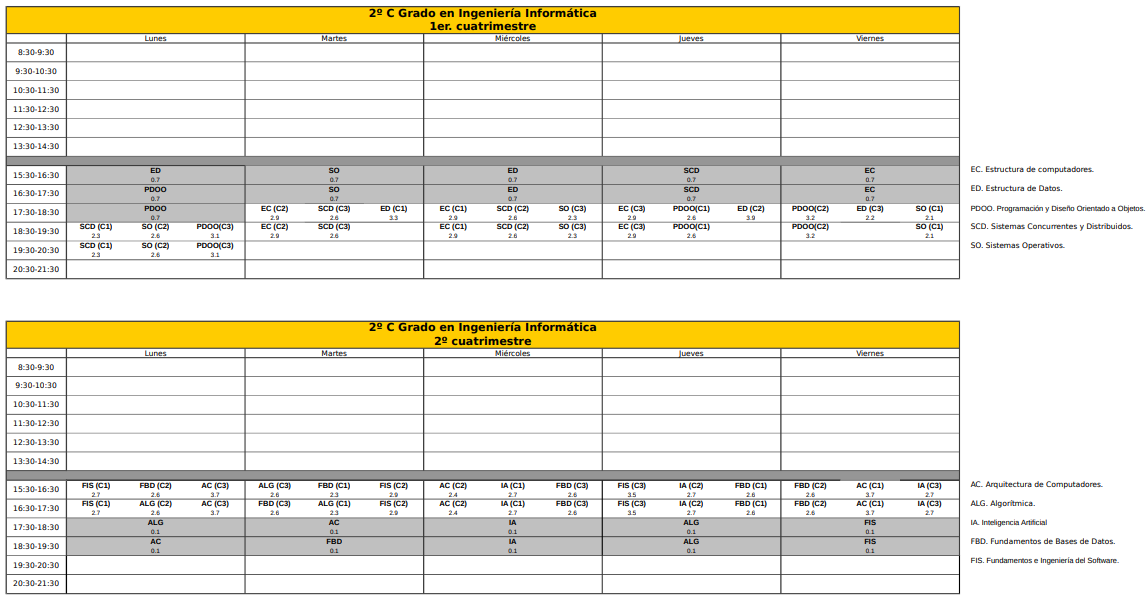 2º C Grado en Ingeniería Informática
1er. cuatrimestre
Lunes Martes Miércoles Jueves Viernes
8:30-9:30
9:30-10:30
10:30-11:30
11:30-12:30
12:30-13:30
13:30-14:30
15:30-16:30 ED SO ED SCD EC EC. Estructura de computadores.
0.7 0.7 0.7 0.7 0.7
16:30-17:30 PDOO SO ED SCD EC ED. Estructura de Datos.
0.7 0.7 0.7 0.7 0.7
17:30-18:30 PDOO EC (C2) SCD (C3) ED (C1) EC (C1) SCD (C2) SO (C3) EC (C3) PDOO(C1) ED (C2) PDOO(C2) ED (C3) SO (C1) PDOO. Programación y Diseño Orientado a Objetos.
0.7 2.9 2.6 3.3 2.9 2.6 2.3 2.9 2.6 3.9 3.2 2.2 2.1
18:30-19:30 SCD (C1) SO (C2) PDOO(C3) EC (C2) SCD (C3) EC (C1) SCD (C2) SO (C3) EC (C3) PDOO(C1) PDOO(C2) SO (C1) SCD. Sistemas Concurrentes y Distribuidos.
2.3 2.6 3.1 2.9 2.6 2.9 2.6 2.3 2.9 2.6 3.2 2.1
19:30-20:30 SCD (C1) SO (C2) PDOO(C3) SO. Sistemas Operativos.
2.3 2.6 3.1
20:30-21:30
2º C Grado en Ingeniería Informática
2º cuatrimestre
Lunes Martes Miércoles Jueves Viernes
8:30-9:30
9:30-10:30
10:30-11:30
11:30-12:30
12:30-13:30
13:30-14:30
15:30-16:30 FIS (C1) FBD (C2) AC (C3) ALG (C3) FBD (C1) FIS (C2) AC (C2) IA (C1) FBD (C3) FIS (C3) IA (C2) FBD (C1) FBD (C2) AC (C1) IA (C3) AC. Arquitectura de Computadores.
2.7 2.6 3.7 2.6 2.3 2.9 2.4 2.7 2.6 3.5 2.7 2.6 2.6 3.7 2.7
16:30-17:30 FIS (C1) ALG (C2) AC (C3) FBD (C3) ALG (C1) FIS (C2) AC (C2) IA (C1) FBD (C3) FIS (C3) IA (C2) FBD (C1) FBD (C2) AC (C1) IA (C3) ALG. Algorítmica.
2.7 2.6 3.7 2.6 2.3 2.9 2.4 2.7 2.6 3.5 2.7 2.6 2.6 3.7 2.7
17:30-18:30 ALG AC IA ALG FIS IA. Inteligencia Artificial
0.1 0.1 0.1 0.1 0.1
18:30-19:30 AC FBD IA ALG FIS FBD. Fundamentos de Bases de Datos.
0.1 0.1 0.1 0.1 0.1
19:30-20:30 FIS. Fundamentos e Ingeniería del Software.
20:30-21:30